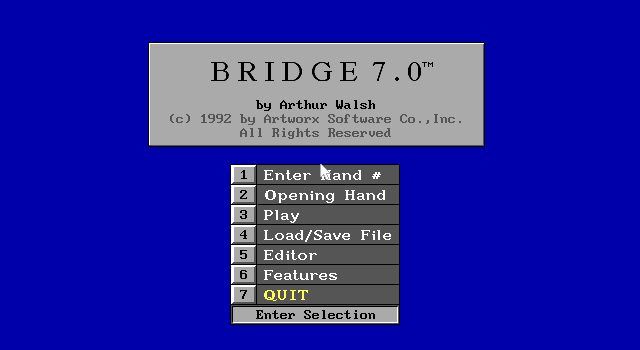 BRIDGE 7.0™
by Arthur Walsh
(c) 1992 by Artworx Software Co.,Inc.
All Rights Reserved
1 Enter Hand #
2 Opening Hand
3 Play
4 Load/Save File
5 Editor
6 Features
7 QUIT
Enter Selection